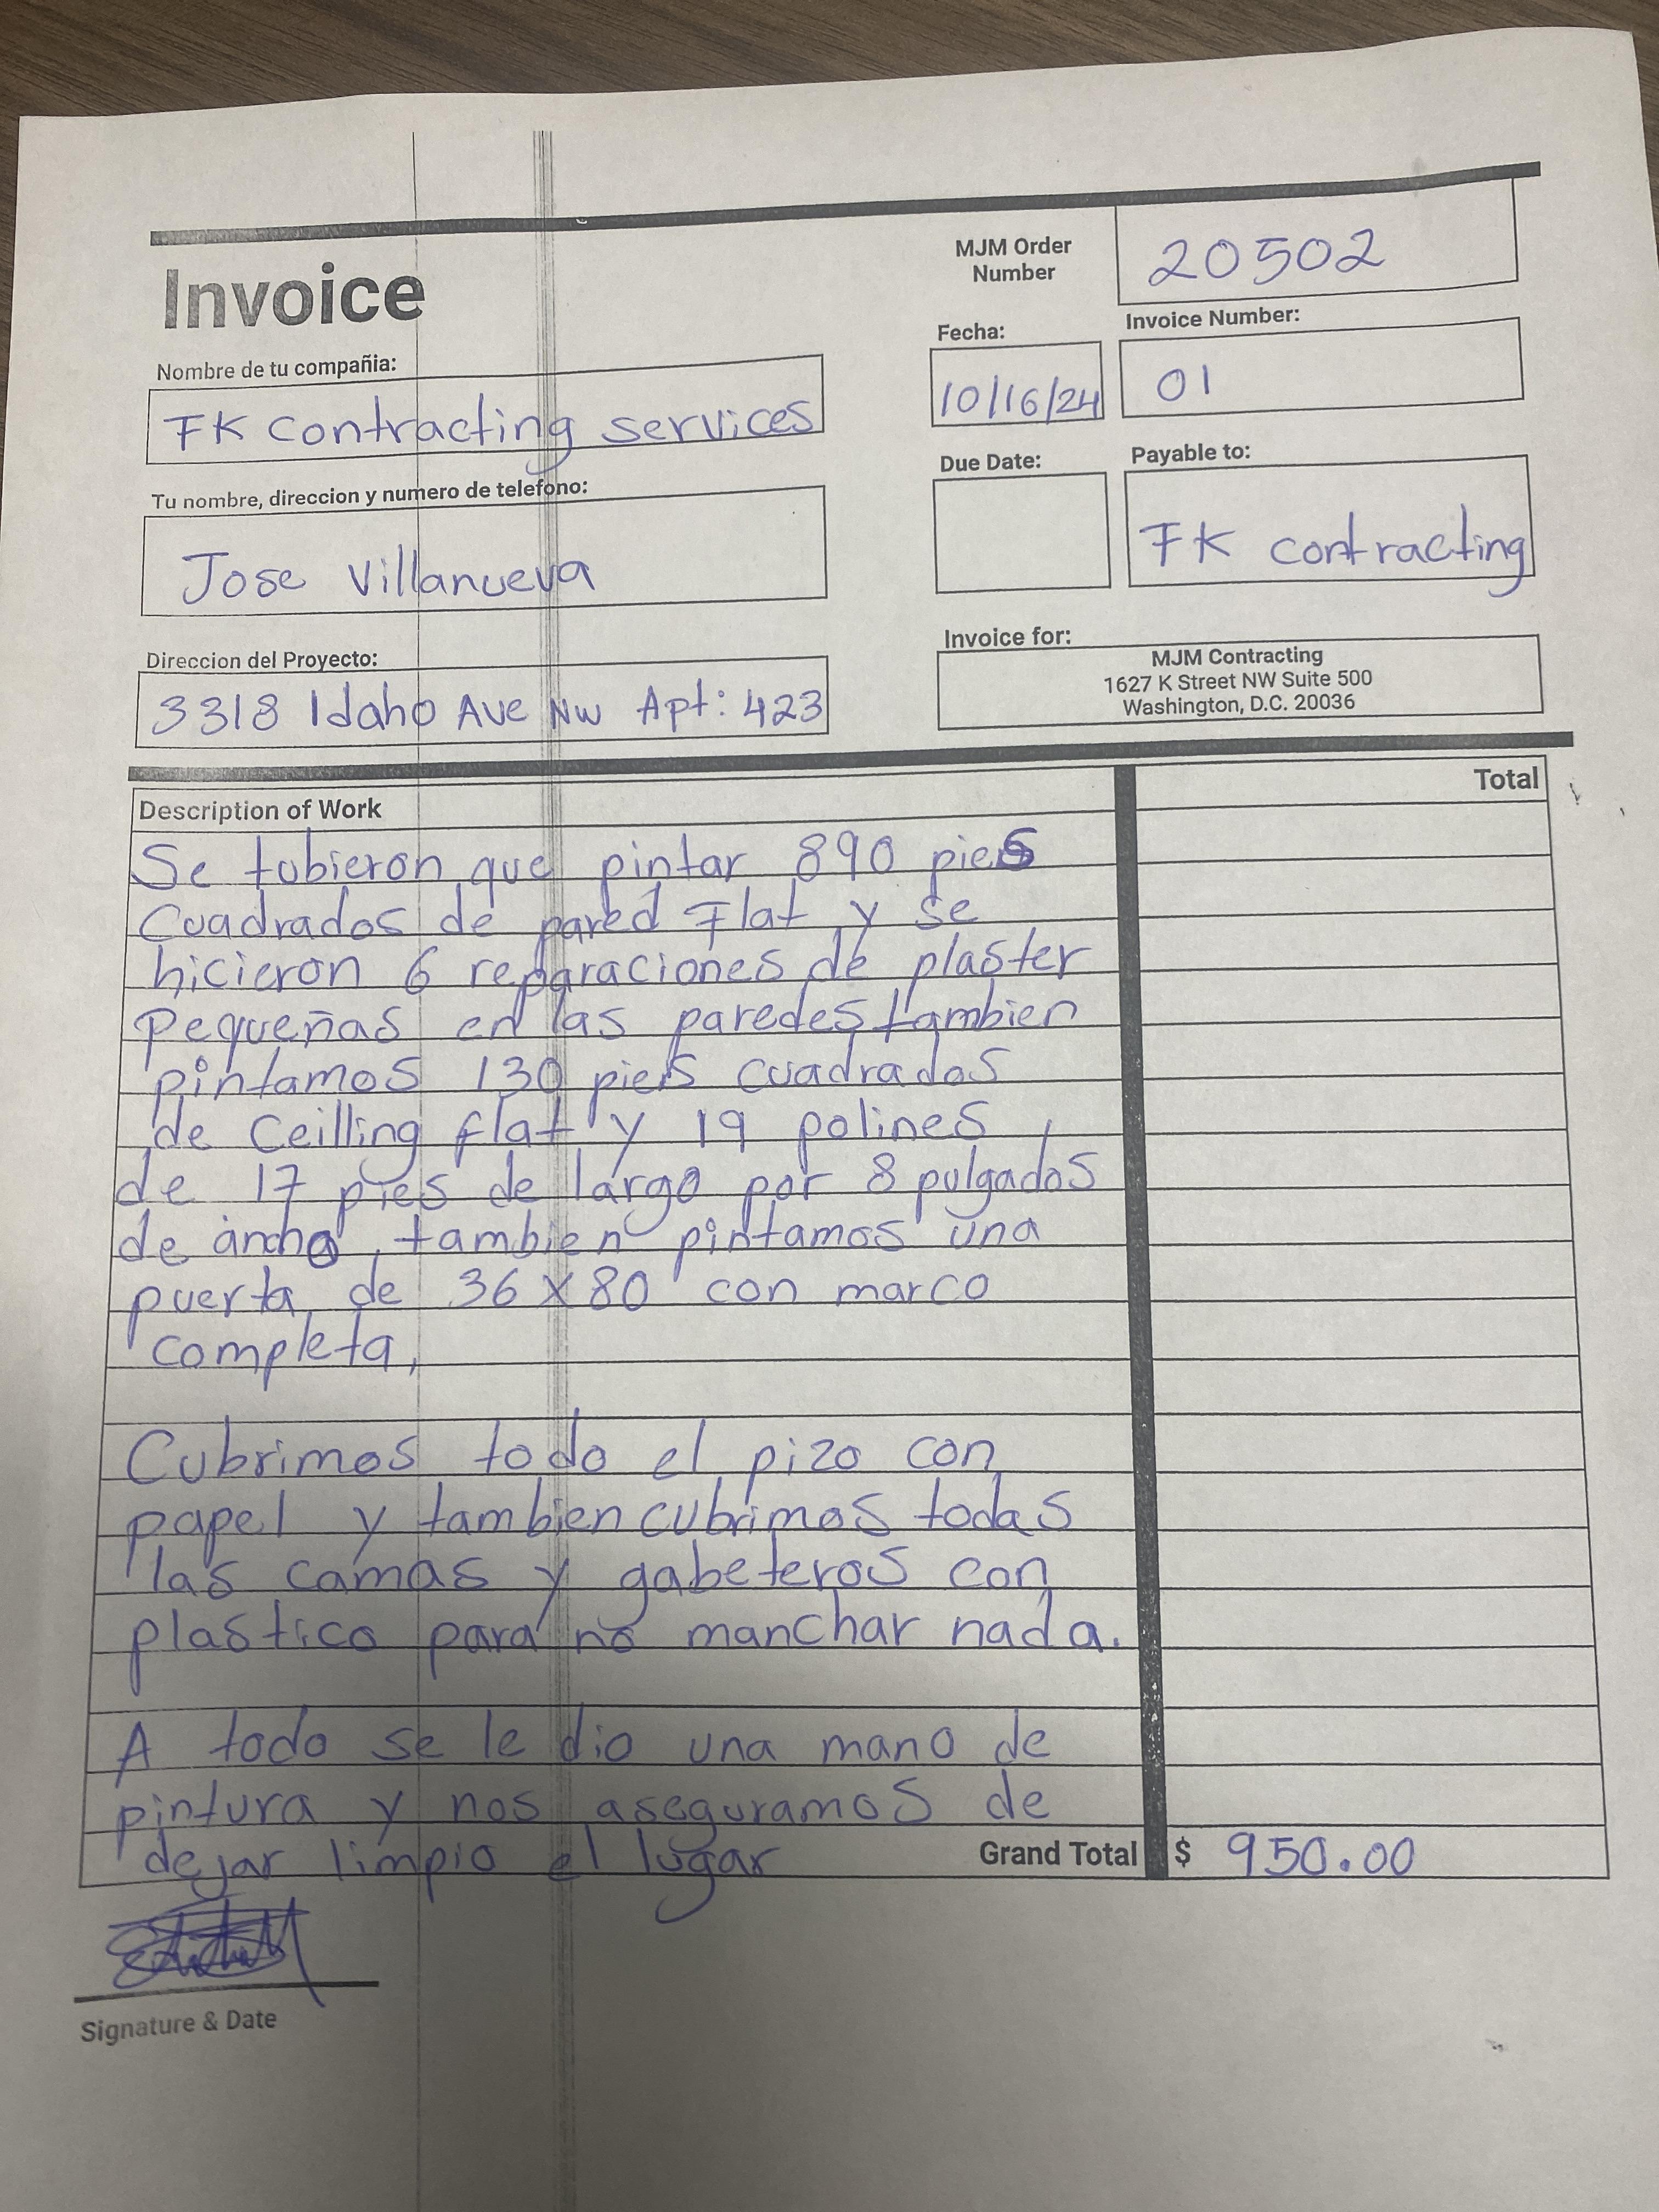 Invoice
MJM Order
Number
20502
Nombre de tu compañia:
FK contracting services
Fecha:
10/16/24
Invoice Number:
01
Tu nombre, direccion y numero de telefono:
Jose Villanueva
Due Date:
Payable to:
FK contracting
Direccion del Proyecto:
3318 Idaho Ave NW Apt: 423
Invoice for:
MJM Contracting
1627 K Street NW Suite 500
Washington, D.C. 20036
Description of Work
Total
Se tubieron que pintar 890 pies
Cuadrados de pared Flat y se
hicieron 6 reparaciones de plaster
Pequeñas en las paredes tambien
pintamos 130 pies cuadrados
de Ceilling flat y 19 polines
de 17 pies de largo por 8 pulgadas
de ancho, tambien pintamos una
puerta de 36 x 80 con marco
completa,
Cubrimos todo el pizo con
papel y tambien cubrimos todas
las camas y gabeteros con
plastico para no manchar nada.
A todo se le dio una mano de
pintura y nos aseguramos de
dejar limpio el lugar
Grand Total $ 950.00
Signature & Date